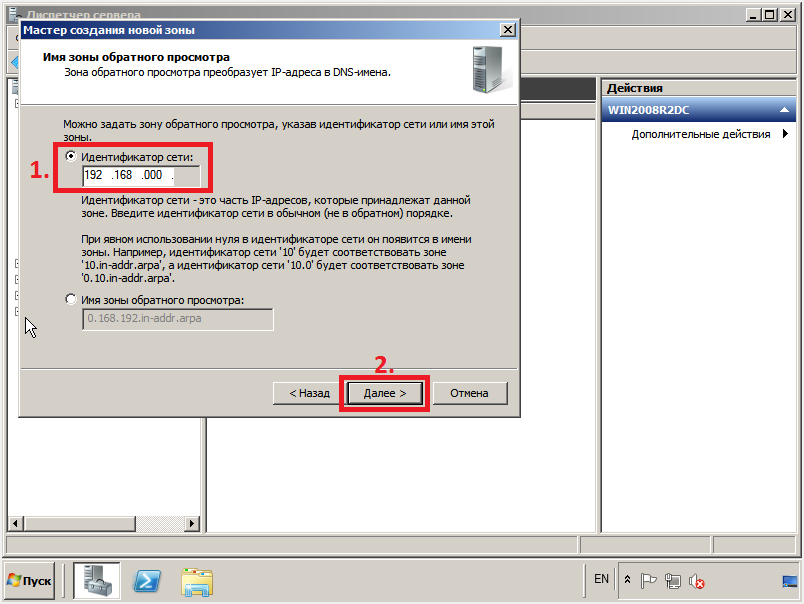 Диспетчер сервера
Мастер создания новой зоны
Имя зоны обратного просмотра
Зона обратного просмотра преобразует IP-адреса в DNS-имена.
Действия
WIN2008R2DC
Дополнительные действия
Можно задать зону обратного просмотра, указав идентификатор сети или имя этой
зоны.
1.
Идентификатор сети:
192 .168 .000 .
Идентификатор сети - это часть IP-адресов, которые принадлежат данной
зоне. Введите идентификатор сети в обычном (не в обратном) порядке.
При явном использовании нуля в идентификаторе сети он появится в имени
зоны. Например, идентификатор сети '10' будет соответствовать зоне
'10.in-addr.arpa', а идентификатор сети '10.0' будет соответствовать зоне
'0.10.in-addr.arpa'.
Имя зоны обратного просмотра:
0.168.192.in-addr.arpa
2.
< Назад
Далее >
Отмена
Пуск
EN